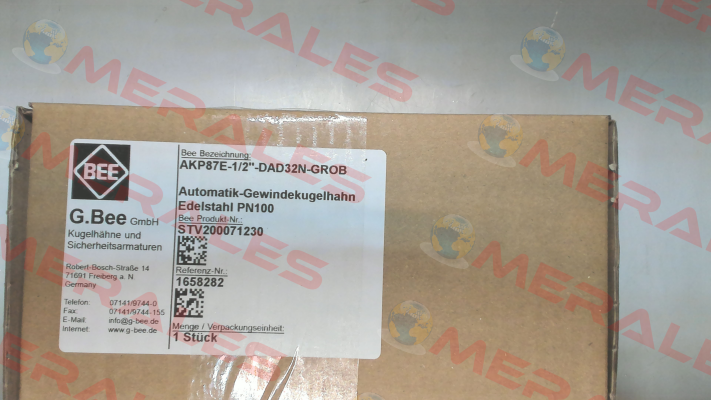 BEE
G.Bee GmbH
Kugelhähne und
Sicherheitsarmaturen
Robert-Bosch-Straße 14
71691 Freiberg a. N.
Germany
Telefon: 07141/9744-0
Fax: 07141/9744-155
E-Mail: info@g-bee.de
Internet: www.g-bee.de
Bee Bezeichnung:
AKP87E-1/2"-DAD32N-GROB
Automatik-Gewindekugelhahn
Edelstahl PN100
Bee Produkt-Nr.:
STV200071230
Referenz-Nr.:
1658282
Menge / Verpackungseinheit:
1 Stück
MERALES
MERALES
MERALES
MERALES
MERALES
MERALES